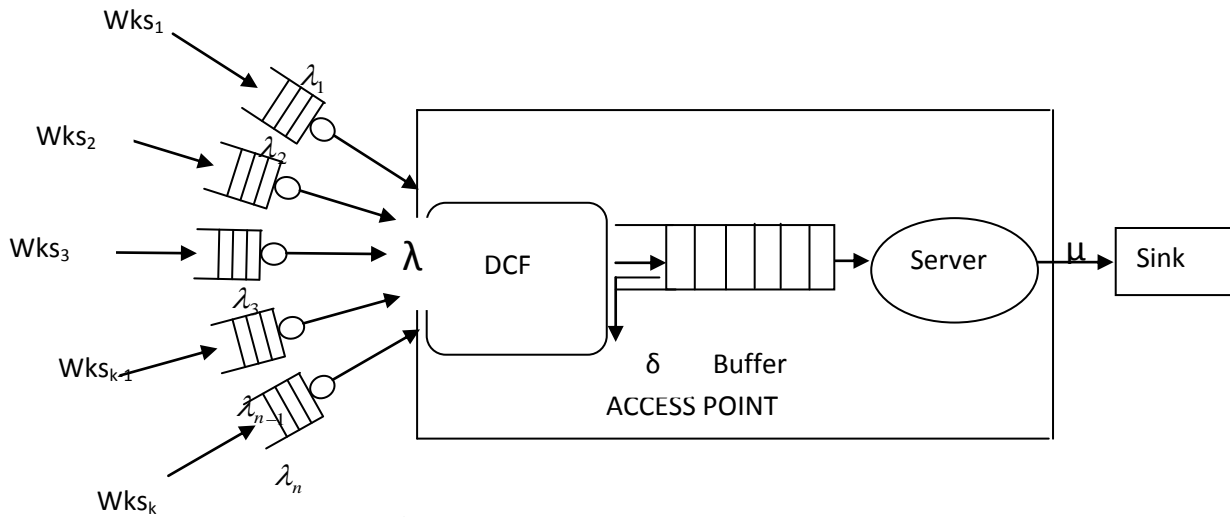 Wks1
λ1
Wks2
λ2
Wks3
λ3
λ
DCF
Server
μ
Sink
Wksk-1
λn−1
δ Buffer
ACCESS POINT
λn
Wksk